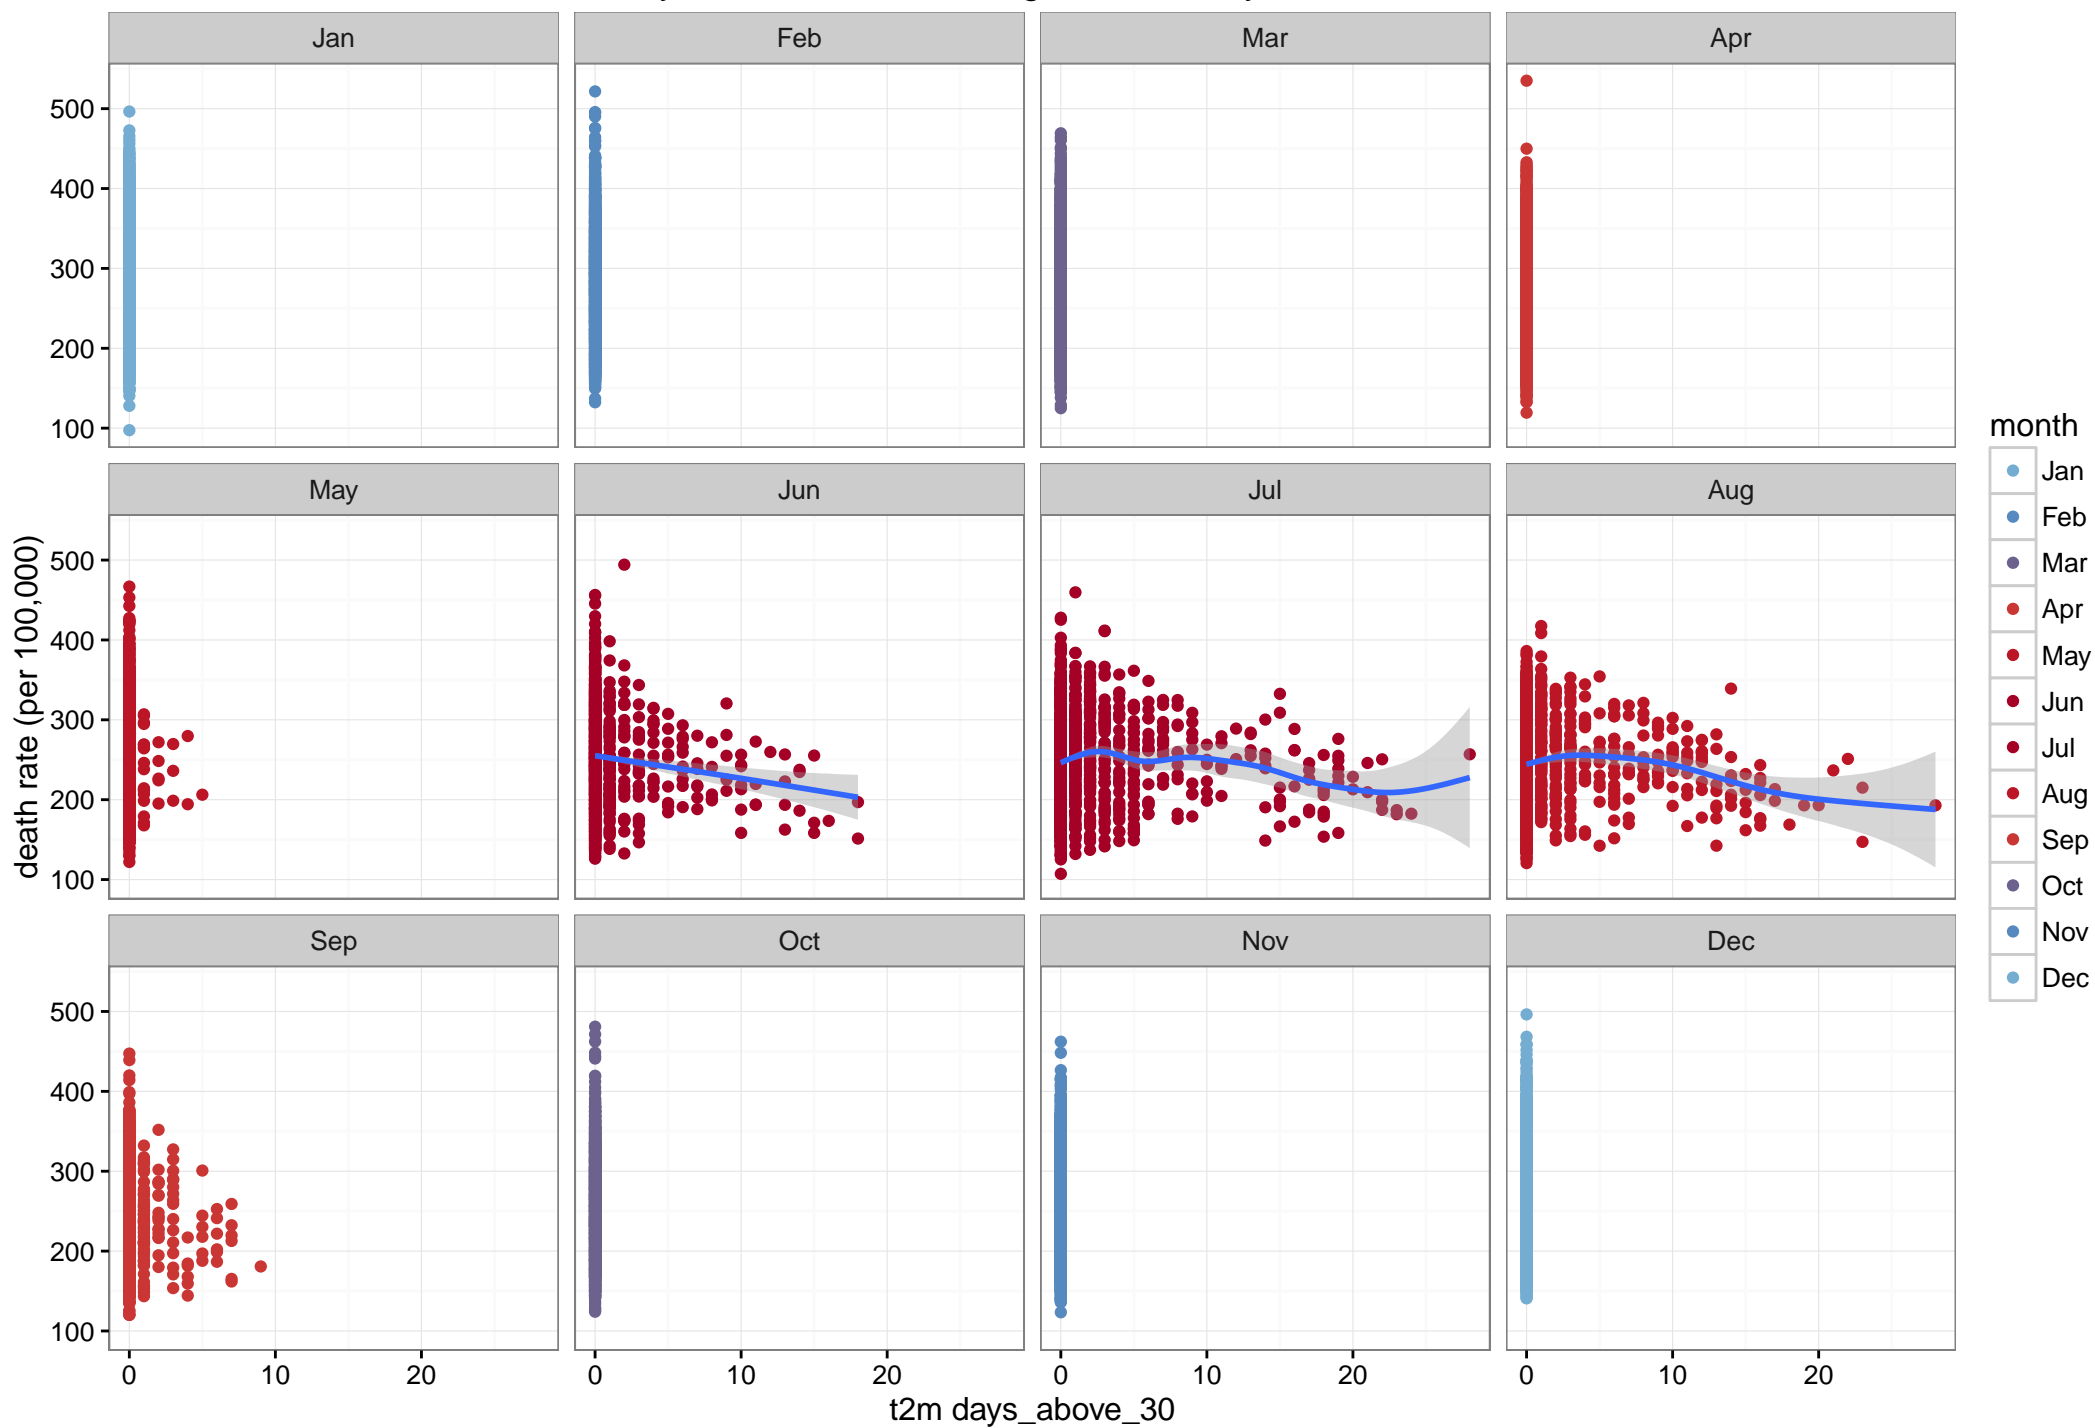 Jan Feb Mar Apr
500
400
300
200
100
May Jun Jul Aug
500
400
300
200
100
Sep Oct Nov Dec
500
400
300
200
100
0 10 20 0 10 20 0 10 20 0 10 20
t2m days_above_30
death rate (per 100,000)
month
Jan
Feb
Mar
Apr
May
Jun
Jul
Aug
Sep
Oct
Nov
Dec